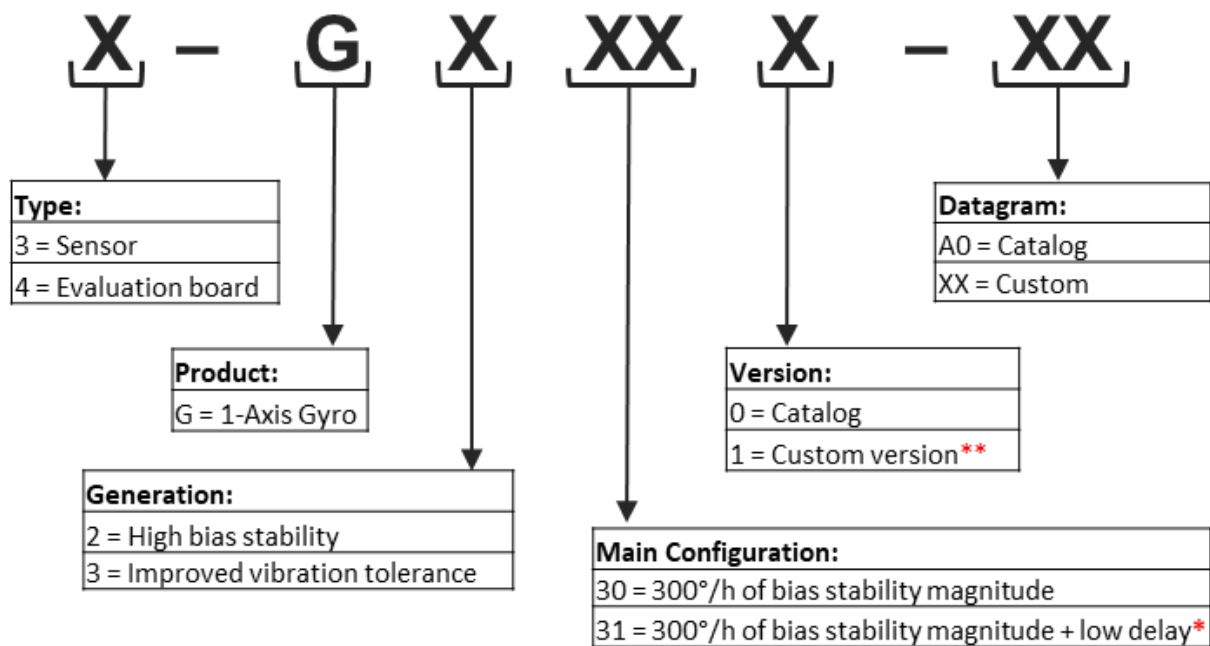 X – G X XX X - XX
Type:
3 = Sensor
4 = Evaluation board
Datagram:
A0 = Catalog
XX = Custom
Product:
G = 1-Axis Gyro
Version:
0 = Catalog
1 = Custom version**
Generation:
2 = High bias stability
3 = Improved vibration tolerance
Main Configuration:
30 = 300°/h of bias stability magnitude
31 = 300°/h of bias stability magnitude + low delay*